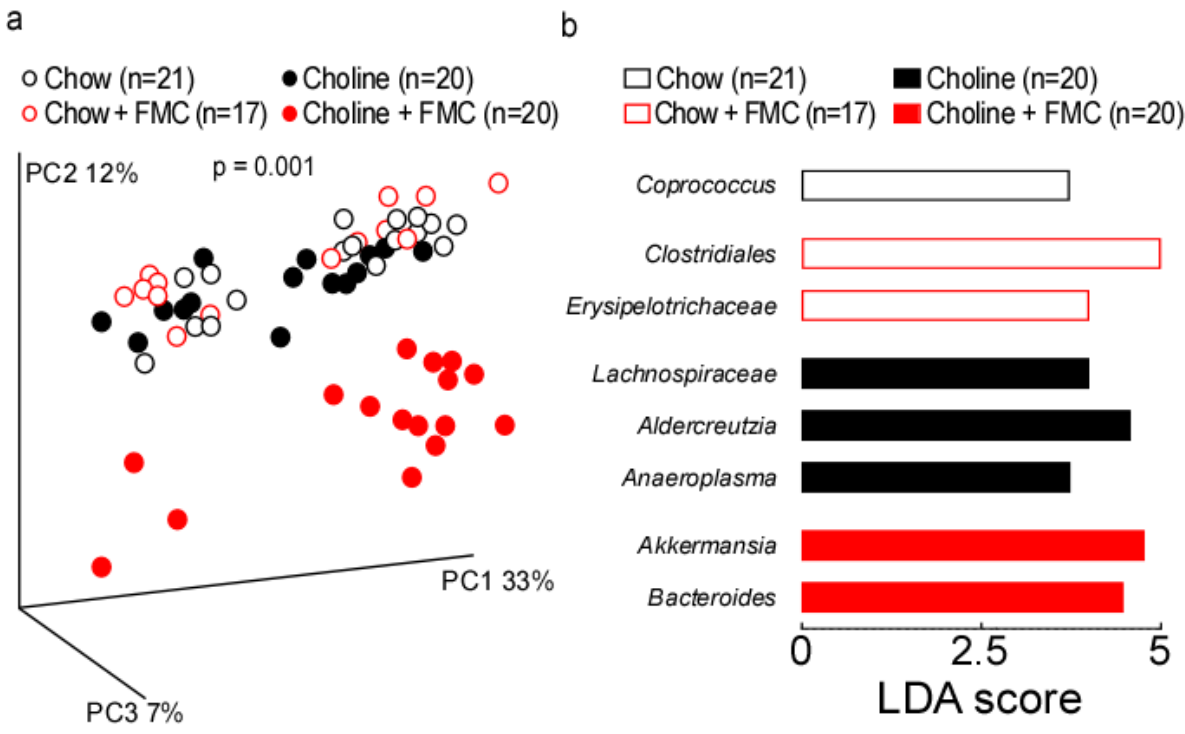 a
Chow (n=21)
Choline (n=20)
Chow + FMC (n=17)
Choline + FMC (n=20)
PC2 12%
p = 0.001
PC1 33%
PC3 7%
b
Chow (n=21)
Choline (n=20)
Chow + FMC (n=17)
Choline + FMC (n=20)
Coprococcus
Clostridiales
Erysipelotrichaceae
Lachnospiraceae
Aldercreutzia
Anaeroplasma
Akkermansia
Bacteroides
0 2.5 5
LDA score